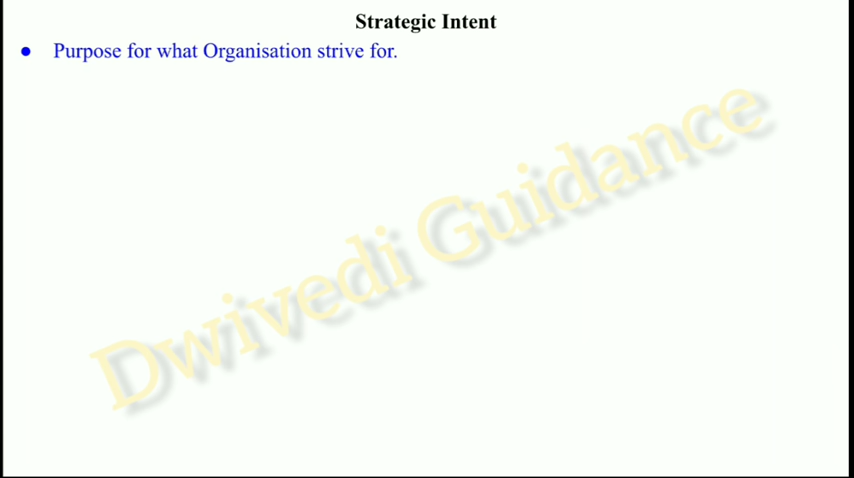 Strategic Intent
● Purpose for what Organisation strive for.
Dwivedi Guidance